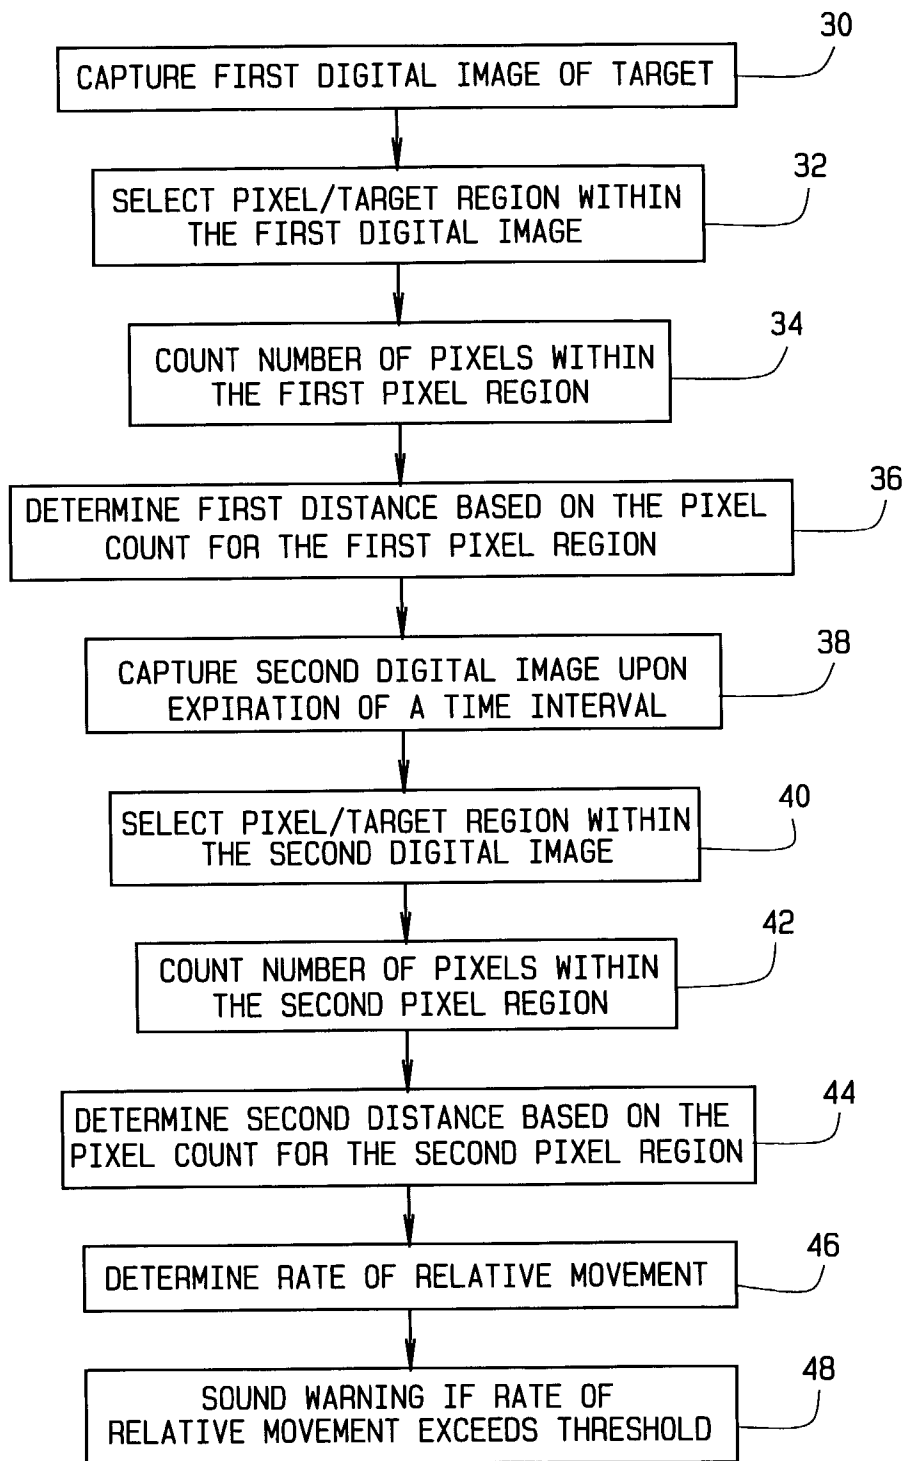 30
CAPTURE FIRST DIGITAL IMAGE OF TARGET
32
SELECT PIXEL/TARGET REGION WITHIN
THE FIRST DIGITAL IMAGE
34
COUNT NUMBER OF PIXELS WITHIN
THE FIRST PIXEL REGION
36
DETERMINE FIRST DISTANCE BASED ON THE PIXEL
COUNT FOR THE FIRST PIXEL REGION
38
CAPTURE SECOND DIGITAL IMAGE UPON
EXPIRATION OF A TIME INTERVAL
40
SELECT PIXEL/TARGET REGION WITHIN
THE SECOND DIGITAL IMAGE
42
COUNT NUMBER OF PIXELS WITHIN
THE SECOND PIXEL REGION
44
DETERMINE SECOND DISTANCE BASED ON THE
PIXEL COUNT FOR THE SECOND PIXEL REGION
46
DETERMINE RATE OF RELATIVE MOVEMENT
48
SOUND WARNING IF RATE OF
RELATIVE MOVEMENT EXCEEDS THRESHOLD